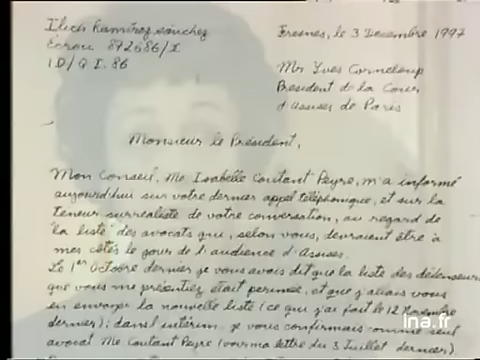 Ilich Ramírez Sánchez
Écrou 872686/X
ID/Q.I. 86
Fresnes, le 3 Décembre 1997
Mr Yves Corneloup
Président de la Cour
d'Assises de Paris
Monsieur le Président,
Mon Conseil, Me Isabelle Coutant Peyre, m'a informé
aujourd'hui sur votre dernier appel téléphonique, et sur la
teneur surréaliste de votre conversation, au regard de
"la liste" des avocats qui, selon vous, devraient être à
mes côtés le jour de l'audience d'Assises.
Le 1er Octobre dernier je vous avais dit que la liste des défenseurs
que vous me présentiez était périmée, et que j'allais vous
en envoyer la nouvelle liste (ce que j'ai fait le 12 Novembre
dernier); dans l'intérim, je vous confirmais comme seul
avocat Me Coutant Peyre (voir ma lettre du 3 Juillet dernier)
ina.fr